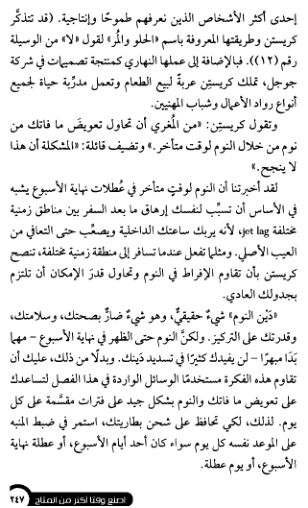 إحدى أكثر الأشخاص الذين نعرفهم طموحًا وإنتاجية. (قد تتذكَّر
كريستن وطريقتها المعروفة باسم «الحلو والمُر» لقول «لا» من الوسيلة
رقم (١٢)). فبالإضافة إلى عملها النهاري كمنتجة تصميمات في شركة
جوجل، تملك كريستن عربةً لبيع الطعام وتعمل مدرِّبة حياة لجميع
أنواع رواد الأعمال وشباب المهنيين.
وتقول كريستِن: «من المُغري أن تحاول تعويضَ ما فاتك من
نوم من خلال النوم لوقت متأخر.» وتضيف قائلة: «المشكلة أن هذا
لا ينجح.»
لقد أخبرتنا أن النوم لوقتٍ متأخر في عُطلات نهاية الأسبوع يشبه
في الأساس أن تسبِّب لنفسك إرهاق ما بعد السفر بين مناطق زمنية
مختلفة jet lag، لأنه يربك ساعتك الداخلية ويصعِّب حتى التعافي من
العيب الأصلي. ومثلما تفعل عندما تسافر إلى منطقة زمنية مختلفة، تنصح
كريستن بأن تقاوم الإفراط في النوم وتحاول قدرَ الإمكان أن تلتزم
بجدولك العادي.
«دَيْن النوم» شيءٌ حقيقيٌّ، وهو شيءٌ ضارٌّ بصحتك، وسلامتك،
وقدرتك على التركيز. ولكنَّ النوم حتى الظهر في نهاية الأسبوع – مهما
بَدَا مبهرًا – لن يفيدك كثيرًا في تسديد دَينك. وبدلًا من ذلك، عليك أن
تقاوم هذه الفكرة مستخدمًا الوسائل الواردة في هذا الفصل لتساعدك
على تعويض ما فاتك والنوم بشكل جيد على فترات مقسَّمة على كل
يوم. لذلك، لكي تحافظ على شحن بطاريتك، استمر في ضبط المنبه
على الموعد نفسه كل يوم سواء كان أحد أيام الأسبوع، أو عطلة نهاية
الأسبوع، أو يوم عطلة.
٢٤٧ اصنع وقتًا أكثر من المتاح